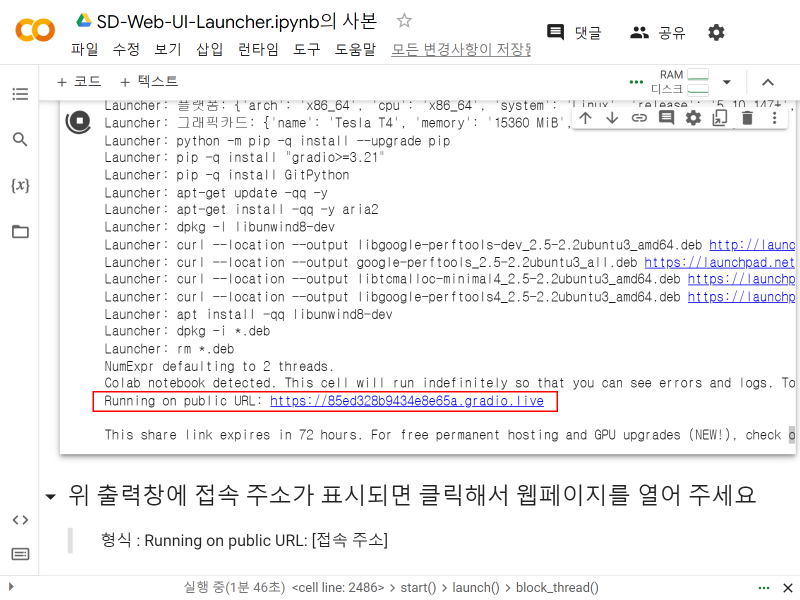 SD-Web-UI-Launcher.ipynb의 사본
댓글
공유
파일 수정 보기 삽입 런타임 도구 도움말 모든 변경사항이 저장됨
+ 코드 + 텍스트
RAM
디스크
Launcher: 플랫폼: {'arch': 'x86_64', 'cpu': 'x86_64', 'system': 'Linux', 'release': '5.10.147+',
Launcher: 그래픽카드: {'name': 'Tesla T4', 'memory': '15360 MiB',
Launcher: python -m pip -q install --upgrade pip
Launcher: pip -q install "gradio>=3.21"
Launcher: pip -q install GitPython
Launcher: apt-get update -qq -y
Launcher: apt-get install -qq -y aria2
Launcher: dpkg -l libunwind8-dev
Launcher: curl --location --output libgoogle-perftools-dev_2.5-2.2ubuntu3_amd64.deb http://launc
Launcher: curl --location --output google-perftools_2.5-2.2ubuntu3_all.deb https://launchpad.net
Launcher: curl --location --output libtcmalloc-minimal4_2.5-2.2ubuntu3_amd64.deb https://launchp
Launcher: curl --location --output libgoogle-perftools4_2.5-2.2ubuntu3_amd64.deb https://launchp
Launcher: apt install -qq libunwind8-dev
Launcher: dpkg -i *.deb
Launcher: rm *.deb
NumExpr defaulting to 2 threads.
Colab notebook detected. This cell will run indefinitely so that you can see errors and logs. To
Running on public URL: https://85ed328b9434e8e65a.gradio.live
This share link expires in 72 hours. For free permanent hosting and GPU upgrades (NEW!), check o
위 출력창에 접속 주소가 표시되면 클릭해서 웹페이지를 열어 주세요
형식 : Running on public URL: [접속 주소]
실행 중(1분 46초) <cell line: 2486> > start() > launch() > block_thread()